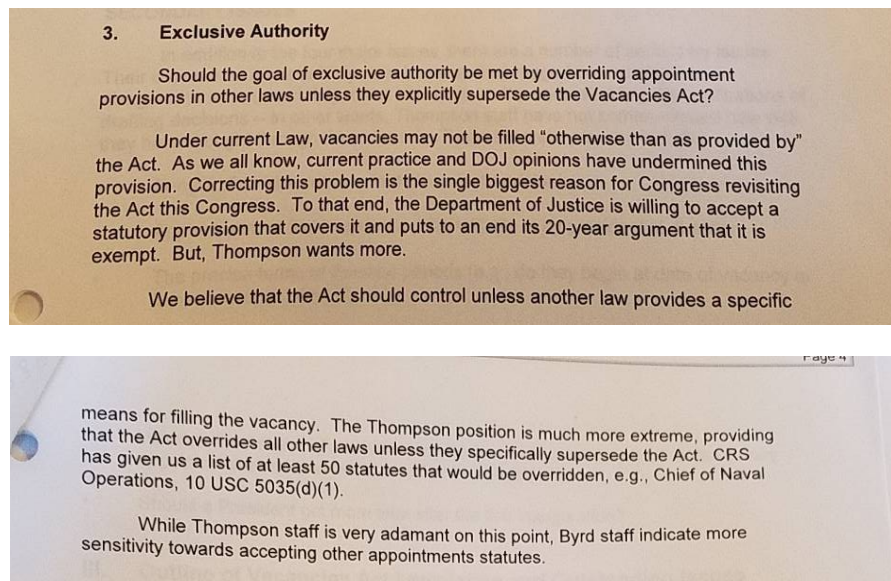 3. Exclusive Authority
Should the goal of exclusive authority be met by overriding appointment
provisions in other laws unless they explicitly supersede the Vacancies Act?
Under current Law, vacancies may not be filled "otherwise than as provided by"
the Act. As we all know, current practice and DOJ opinions have undermined this
provision. Correcting this problem is the single biggest reason for Congress revisiting
the Act this Congress. To that end, the Department of Justice is willing to accept a
statutory provision that covers it and puts to an end its 20-year argument that it is
exempt. But, Thompson wants more.
We believe that the Act should control unless another law provides a specific
Page 4
means for filling the vacancy. The Thompson position is much more extreme, providing
that the Act overrides all other laws unless they specifically supersede the Act. CRS
has given us a list of at least 50 statutes that would be overridden, e.g., Chief of Naval
Operations, 10 USC 5035(d)(1).
While Thompson staff is very adamant on this point, Byrd staff indicate more
sensitivity towards accepting other appointments statutes.